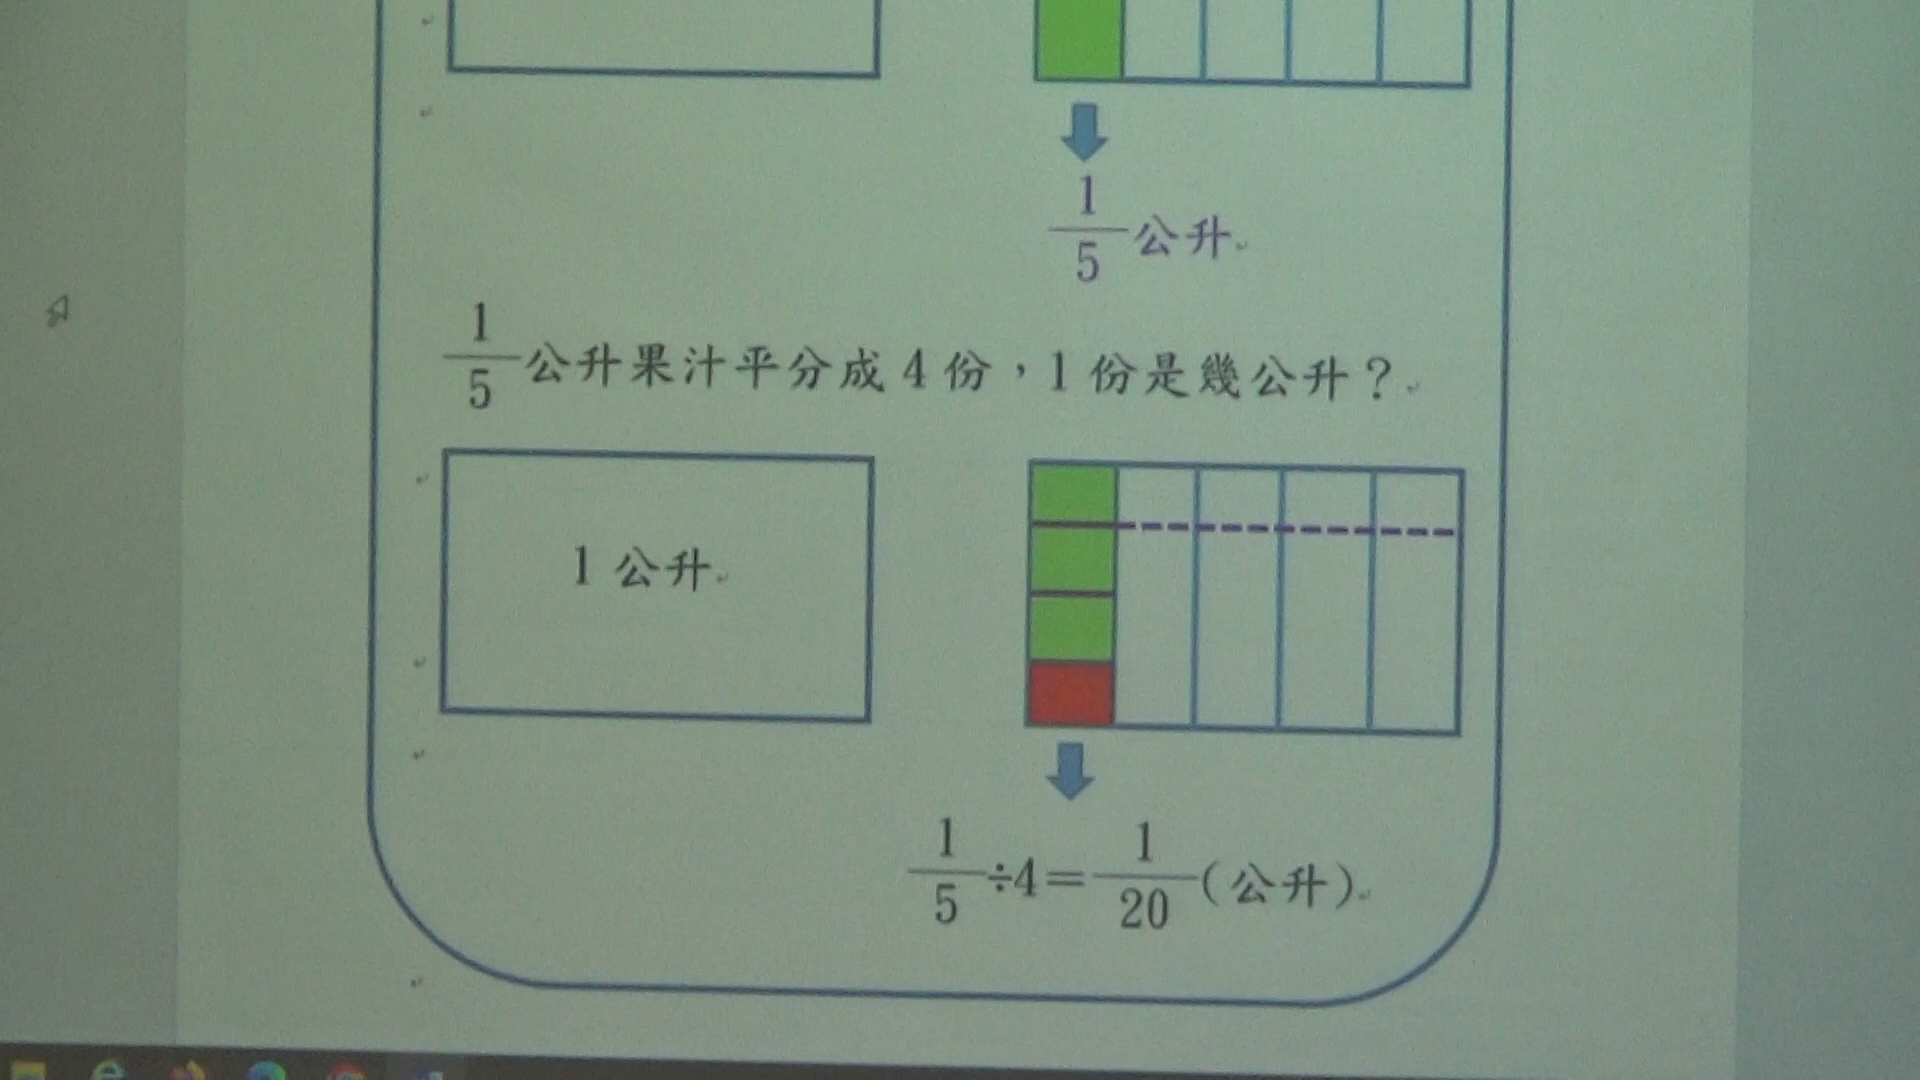 1/5 公升
1/5 公升果汁平分成 4 份，1 份是幾公升？
1 公升
1/5 ÷4＝ 1/20 (公升)